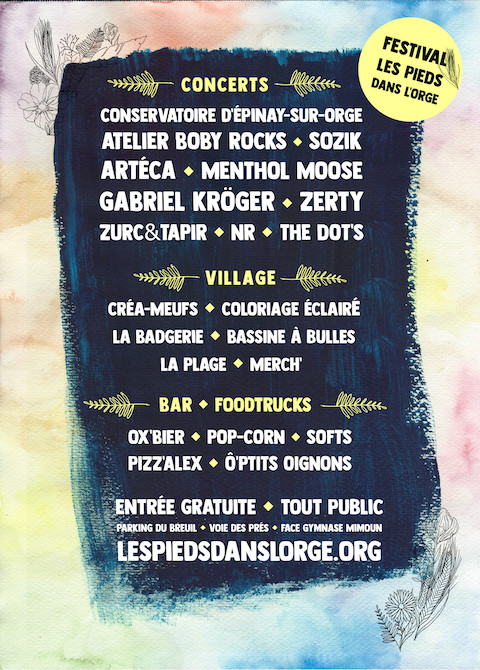 FESTIVAL
LES PIEDS
DANS L'ORGE
CONCERTS
CONSERVATOIRE D'ÉPINAY-SUR-ORGE
ATELIER BOBY ROCKS ◆ SOZIK
ARTÉCA ◆ MENTHOL MOOSE
GABRIEL KRÖGER ◆ ZERTY
ZURC&TAPIR ◆ NR ◆ THE DOT'S
VILLAGE
CRÉA-MEUFS ◆ COLORIAGE ÉCLAIRÉ
LA BADGERIE ◆ BASSINE À BULLES
LA PLAGE ◆ MERCH'
BAR ◆ FOODTRUCKS
OX'BIER ◆ POP-CORN ◆ SOFTS
PIZZ'ALEX ◆ Ô'PTITS OIGNONS
ENTRÉE GRATUITE ◆ TOUT PUBLIC
PARKING DU BREUIL ◆ VOIE DES PRÉS ◆ FACE GYMNASE MIMOUN
LESPIEDSDANSLORGE.ORG